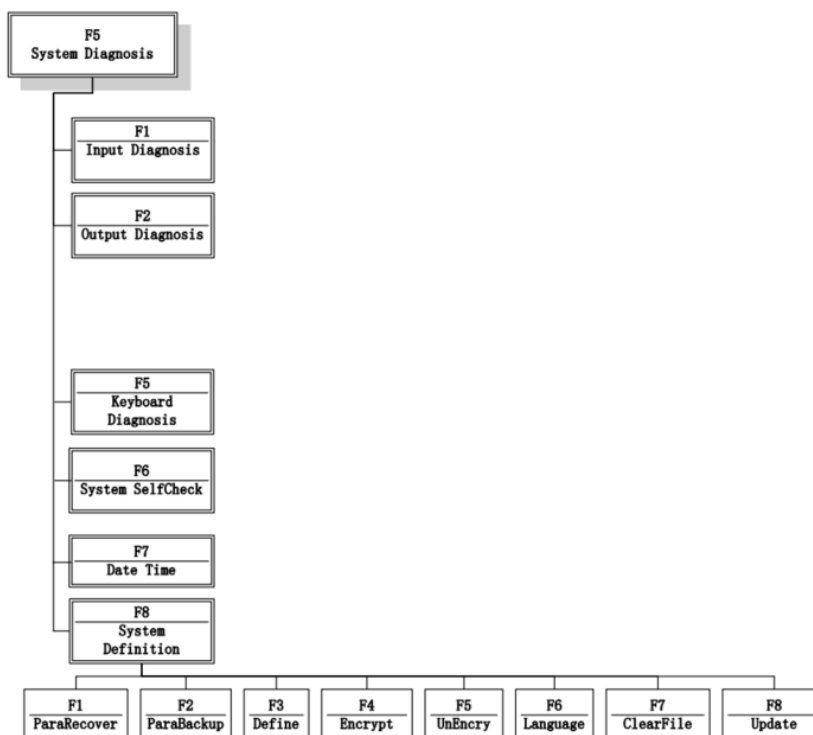 F5
System Diagnosis
F1
Input Diagnosis
F2
Output Diagnosis
F5
Keyboard
Diagnosis
F6
System SelfCheck
F7
Date Time
F8
System
Definition
F1
ParaRecover
F2
ParaBackup
F3
Define
F4
Encrypt
F5
UnEncry
F6
Language
F7
ClearFile
F8
Update